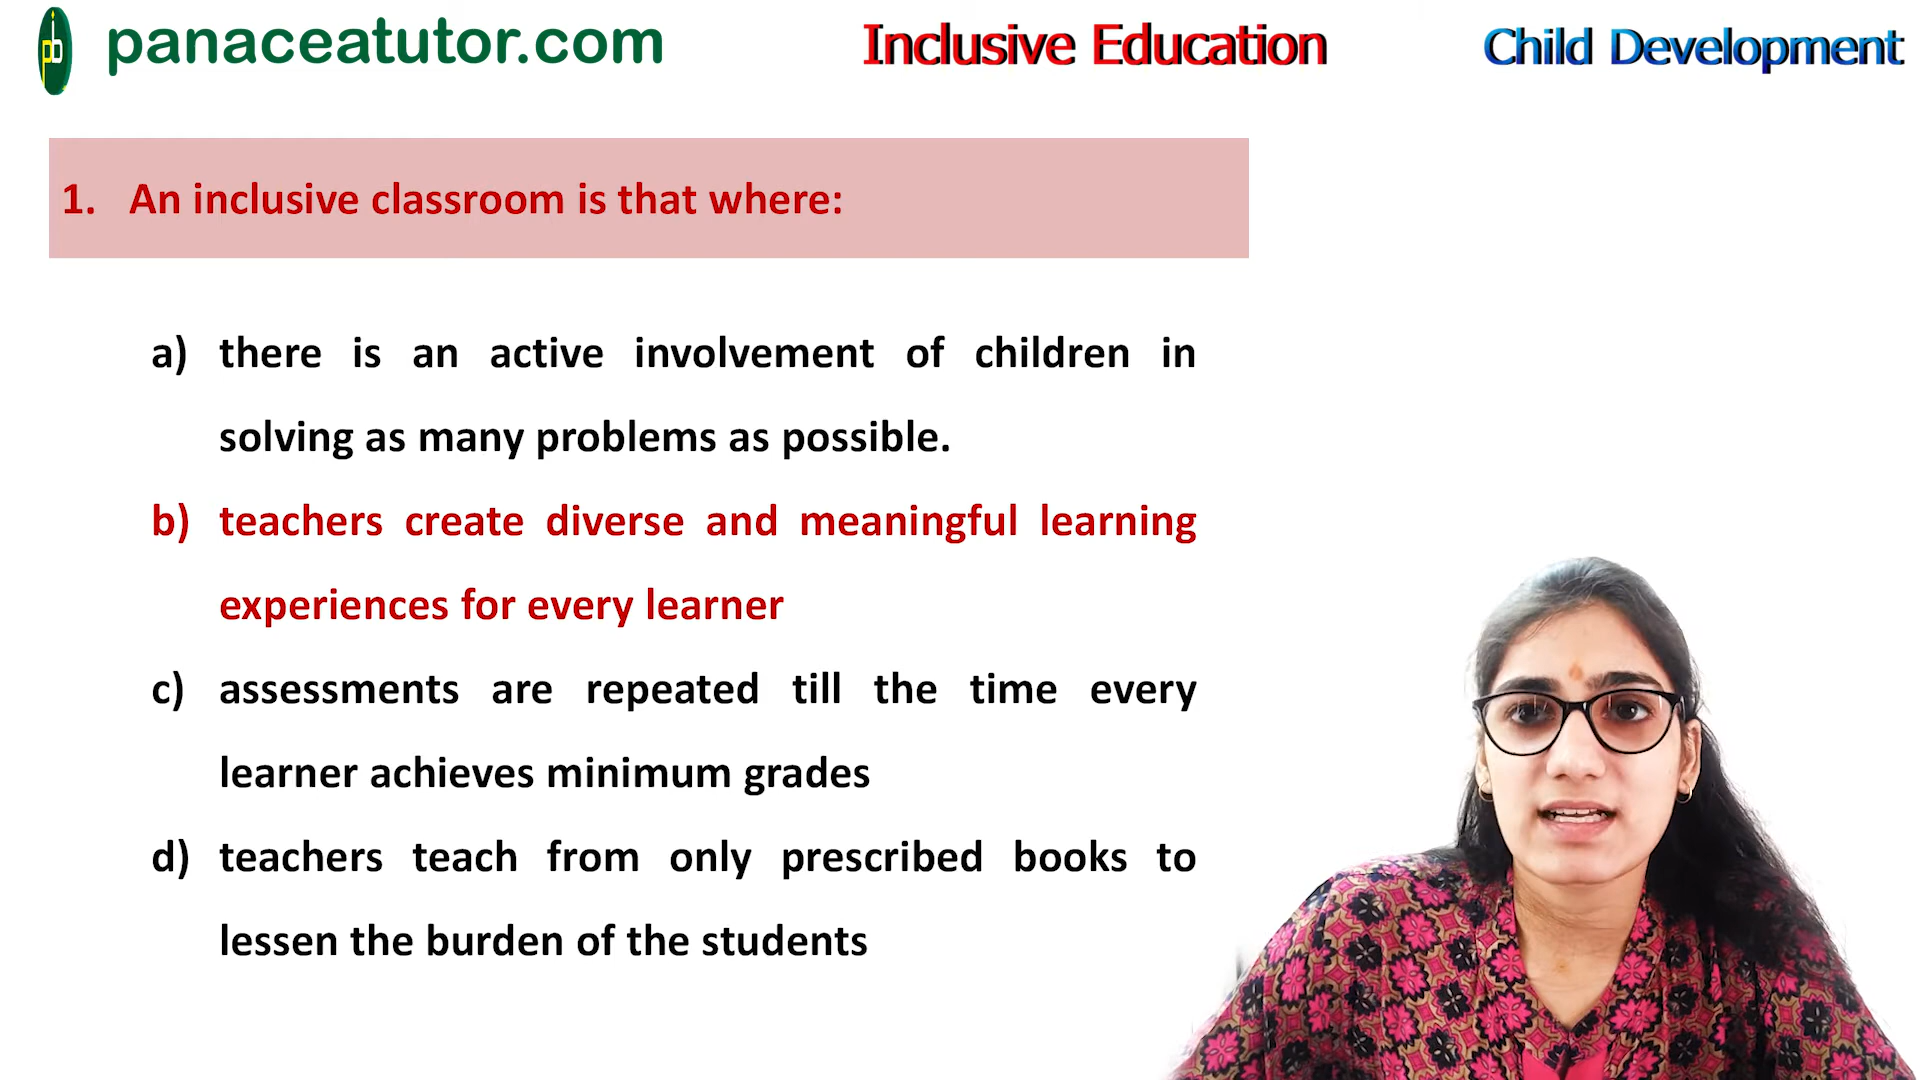 pb panaceatutor.com Inclusive Education Child Development
1. An inclusive classroom is that where:
a) there is an active involvement of children in
solving as many problems as possible.
b) teachers create diverse and meaningful learning
experiences for every learner
c) assessments are repeated till the time every
learner achieves minimum grades
d) teachers teach from only prescribed books to
lessen the burden of the students